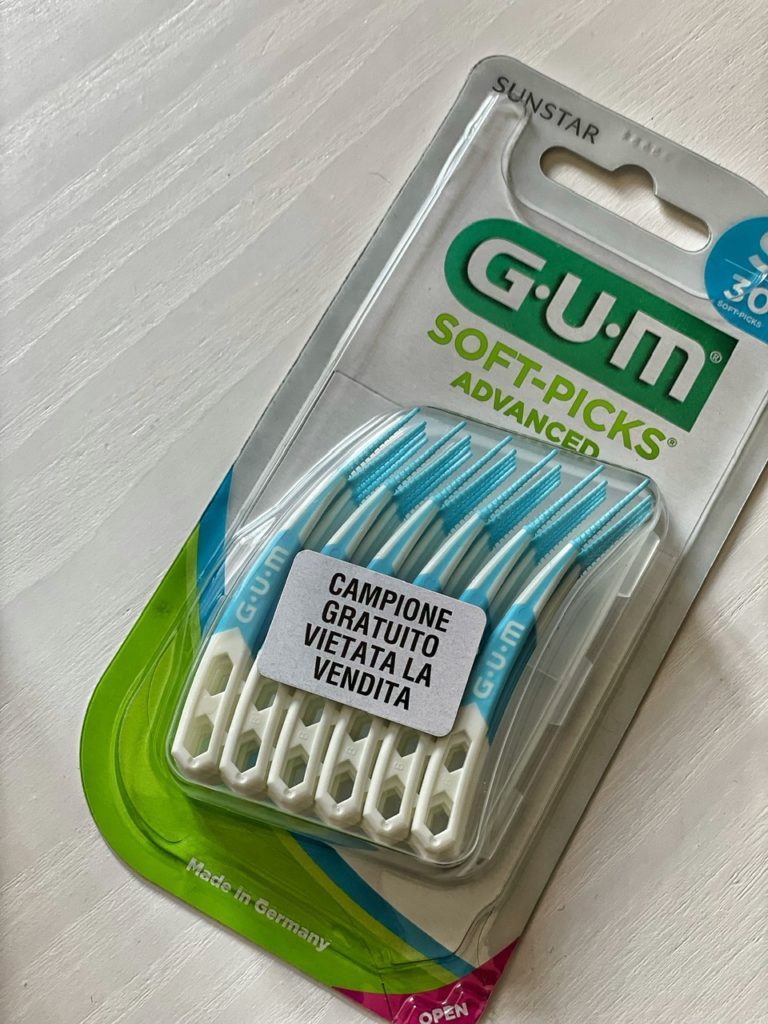 SUNSTAR
G·U·M®
SOFT-PICKS®
ADVANCED
30
SOFT-PICKS
G·U·M
G·U·M
CAMPIONE
GRATUITO
VIETATA LA
VENDITA
Made in Germany
OPEN